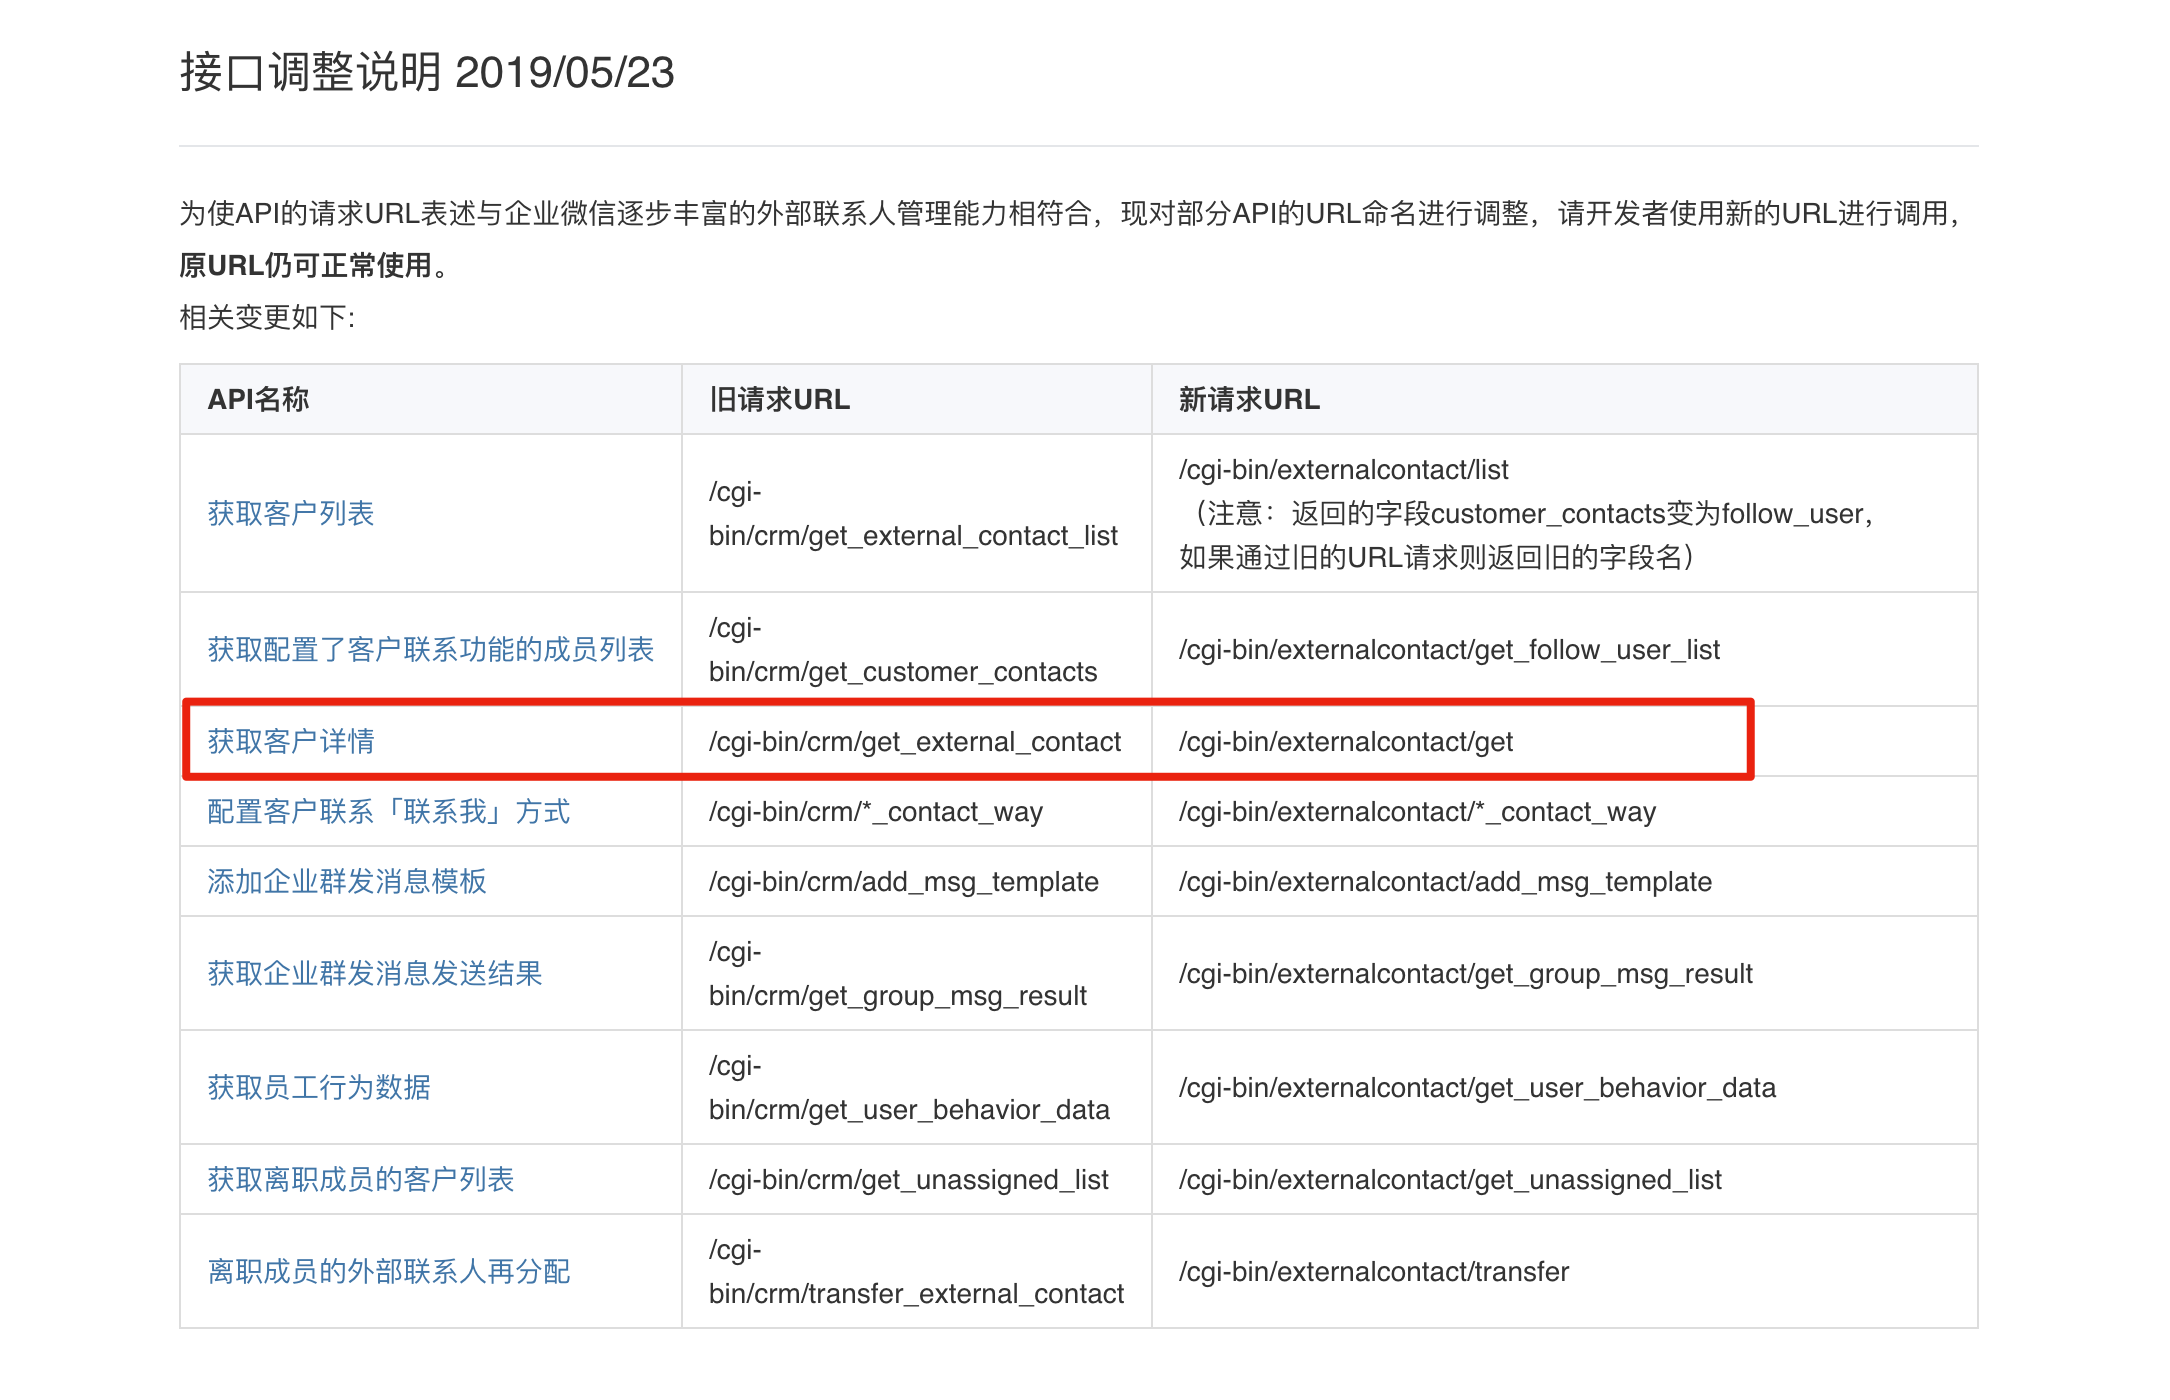 接口调整说明 2019/05/23
为使API的请求URL表述与企业微信逐步丰富的外部联系人管理能力相符合，现对部分API的URL命名进行调整，请开发者使用新的URL进行调用，
原URL仍可正常使用。
相关变更如下:
API名称
旧请求URL
新请求URL
获取客户列表
/cgi-
bin/crm/get_external_contact_list
/cgi-bin/externalcontact/list
（注意：返回的字段customer_contacts变为follow_user，
如果通过旧的URL请求则返回旧的字段名）
获取配置了客户联系功能的成员列表
/cgi-
bin/crm/get_customer_contacts
/cgi-bin/externalcontact/get_follow_user_list
获取客户详情
/cgi-bin/crm/get_external_contact
/cgi-bin/externalcontact/get
配置客户联系「联系我」方式
/cgi-bin/crm/*_contact_way
/cgi-bin/externalcontact/*_contact_way
添加企业群发消息模板
/cgi-bin/crm/add_msg_template
/cgi-bin/externalcontact/add_msg_template
获取企业群发消息发送结果
/cgi-
bin/crm/get_group_msg_result
/cgi-bin/externalcontact/get_group_msg_result
获取员工行为数据
/cgi-
bin/crm/get_user_behavior_data
/cgi-bin/externalcontact/get_user_behavior_data
获取离职成员的客户列表
/cgi-bin/crm/get_unassigned_list
/cgi-bin/externalcontact/get_unassigned_list
离职成员的外部联系人再分配
/cgi-
bin/crm/transfer_external_contact
/cgi-bin/externalcontact/transfer